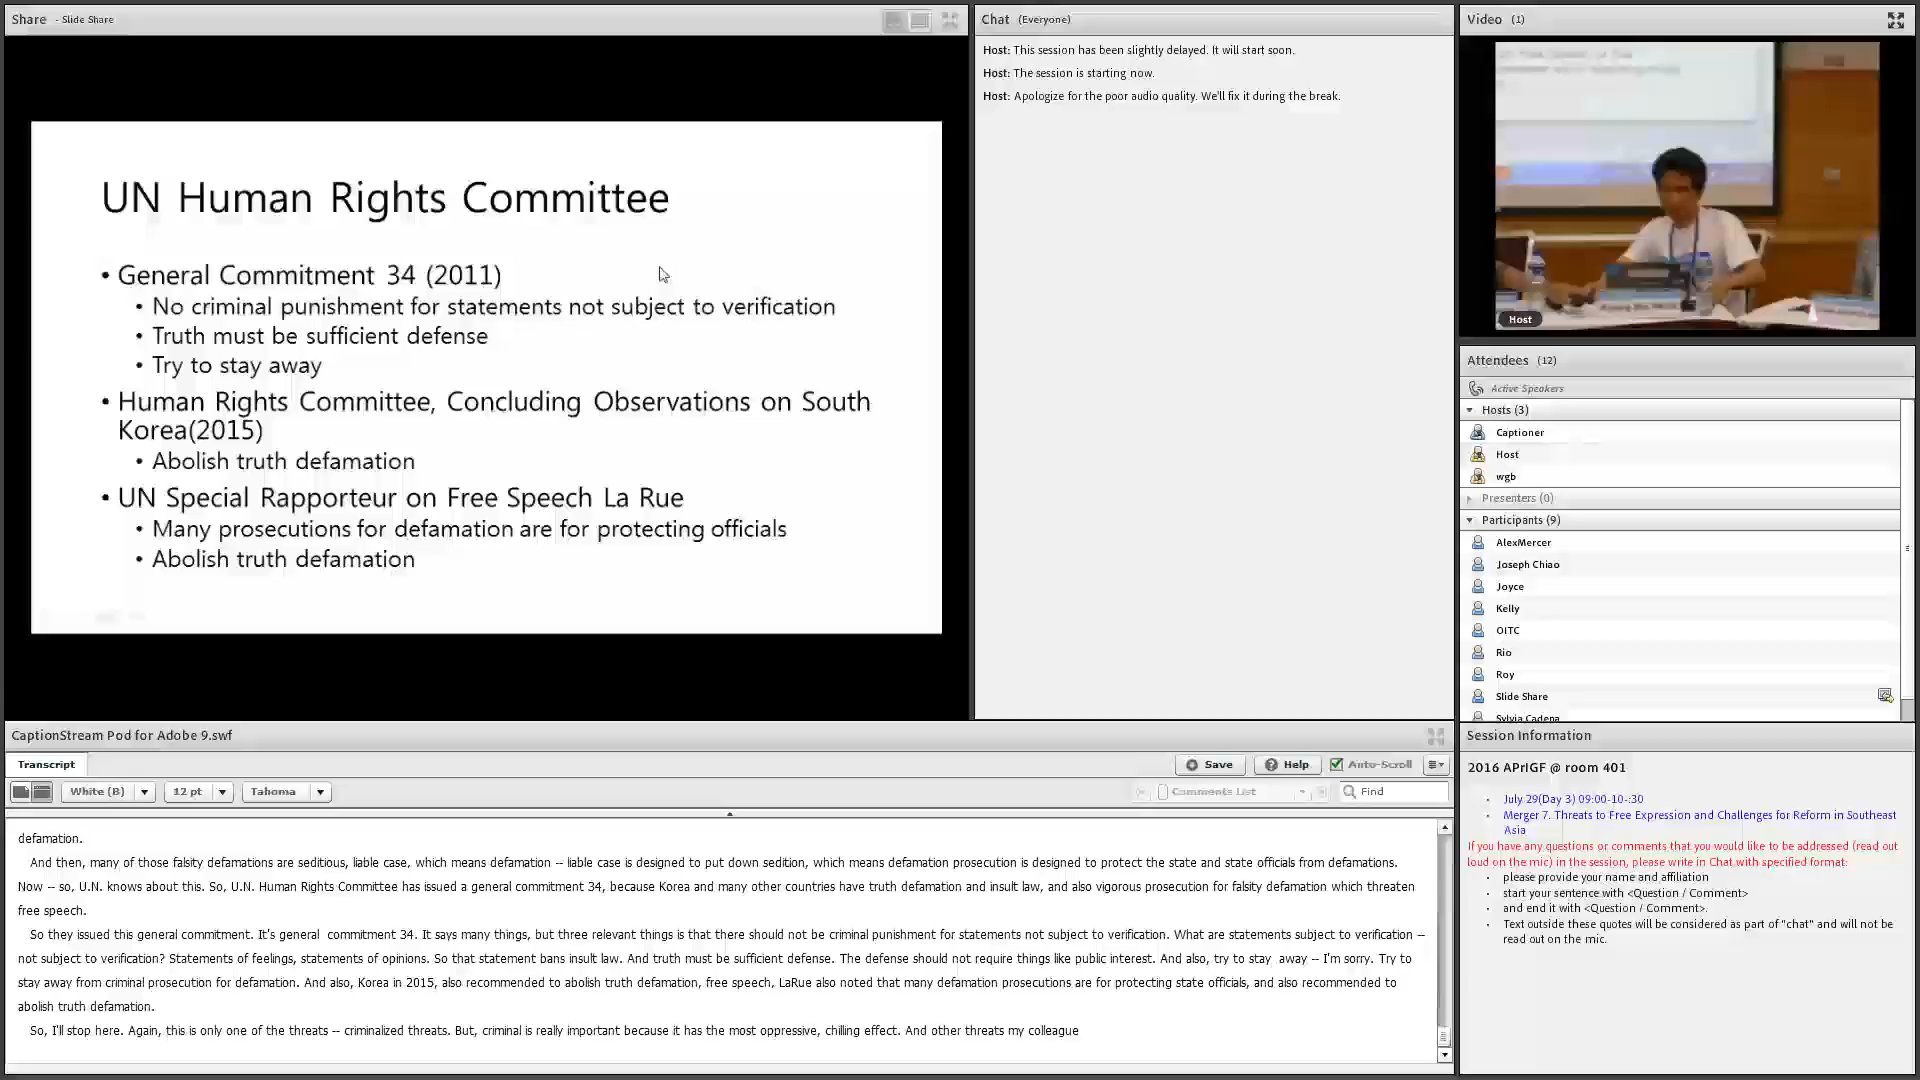 Share - Slide Share
UN Human Rights Committee
• General Commitment 34 (2011)
• No criminal punishment for statements not subject to verification
• Truth must be sufficient defense
• Try to stay away
• Human Rights Committee, Concluding Observations on South
Korea(2015)
• Abolish truth defamation
• UN Special Rapporteur on Free Speech La Rue
• Many prosecutions for defamation are for protecting officials
• Abolish truth defamation
Chat (Everyone)
Host: This session has been slightly delayed. It will start soon.
Host: The session is starting now.
Host: Apologize for the poor audio quality. We'll fix it during the break.
Video (1)
Host
Attendees (12)
Active Speakers
Hosts (3)
Captioner
Host
wgb
Presenters (0)
Participants (9)
AlexMercer
Joseph Chiao
Joyce
Kelly
OITC
Rio
Roy
Slide Share
Sylvia Cadena
CaptionStream Pod for Adobe 9.swf
Transcript
Save
Help
Auto-Scroll
White (B)
12 pt
Tahoma
Comments List
Find
defamation.
And then, many of those falsity defamations are seditious, liable case, which means defamation -- liable case is designed to put down sedition, which means defamation prosecution is designed to protect the state and state officials from defamations.
Now -- so, U.N. knows about this. So, U.N. Human Rights Committee has issued a general commitment 34, because Korea and many other countries have truth defamation and insult law, and also vigorous prosecution for falsity defamation which threaten
free speech.
So they issued this general commitment. It's general commitment 34. It says many things, but three relevant things is that there should not be criminal punishment for statements not subject to verification. What are statements subject to verification --
not subject to verification? Statements of feelings, statements of opinions. So that statement bans insult law. And truth must be sufficient defense. The defense should not require things like public interest. And also, try to stay away -- I'm sorry. Try to
stay away from criminal prosecution for defamation. And also, Korea in 2015, also recommended to abolish truth defamation, free speech, LaRue also noted that many defamation prosecutions are for protecting state officials, and also recommended to
abolish truth defamation.
So, I'll stop here. Again, this is only one of the threats -- criminalized threats. But, criminal is really important because it has the most oppressive, chilling effect. And other threats my colleague
Session Information
2016 APrIGF @ room 401
• July 29(Day 3) 09:00-10-:30
• Merger 7. Threats to Free Expression and Challenges for Reform in Southeast
Asia
If you have any questions or comments that you would like to be addressed (read out
loud on the mic) in the session, please write in Chat with specified format:
• please provide your name and affiliation
• start your sentence with <Question / Comment>
• and end it with <Question / Comment>.
• Text outside these quotes will be considered as part of "chat" and will not be
read out on the mic.